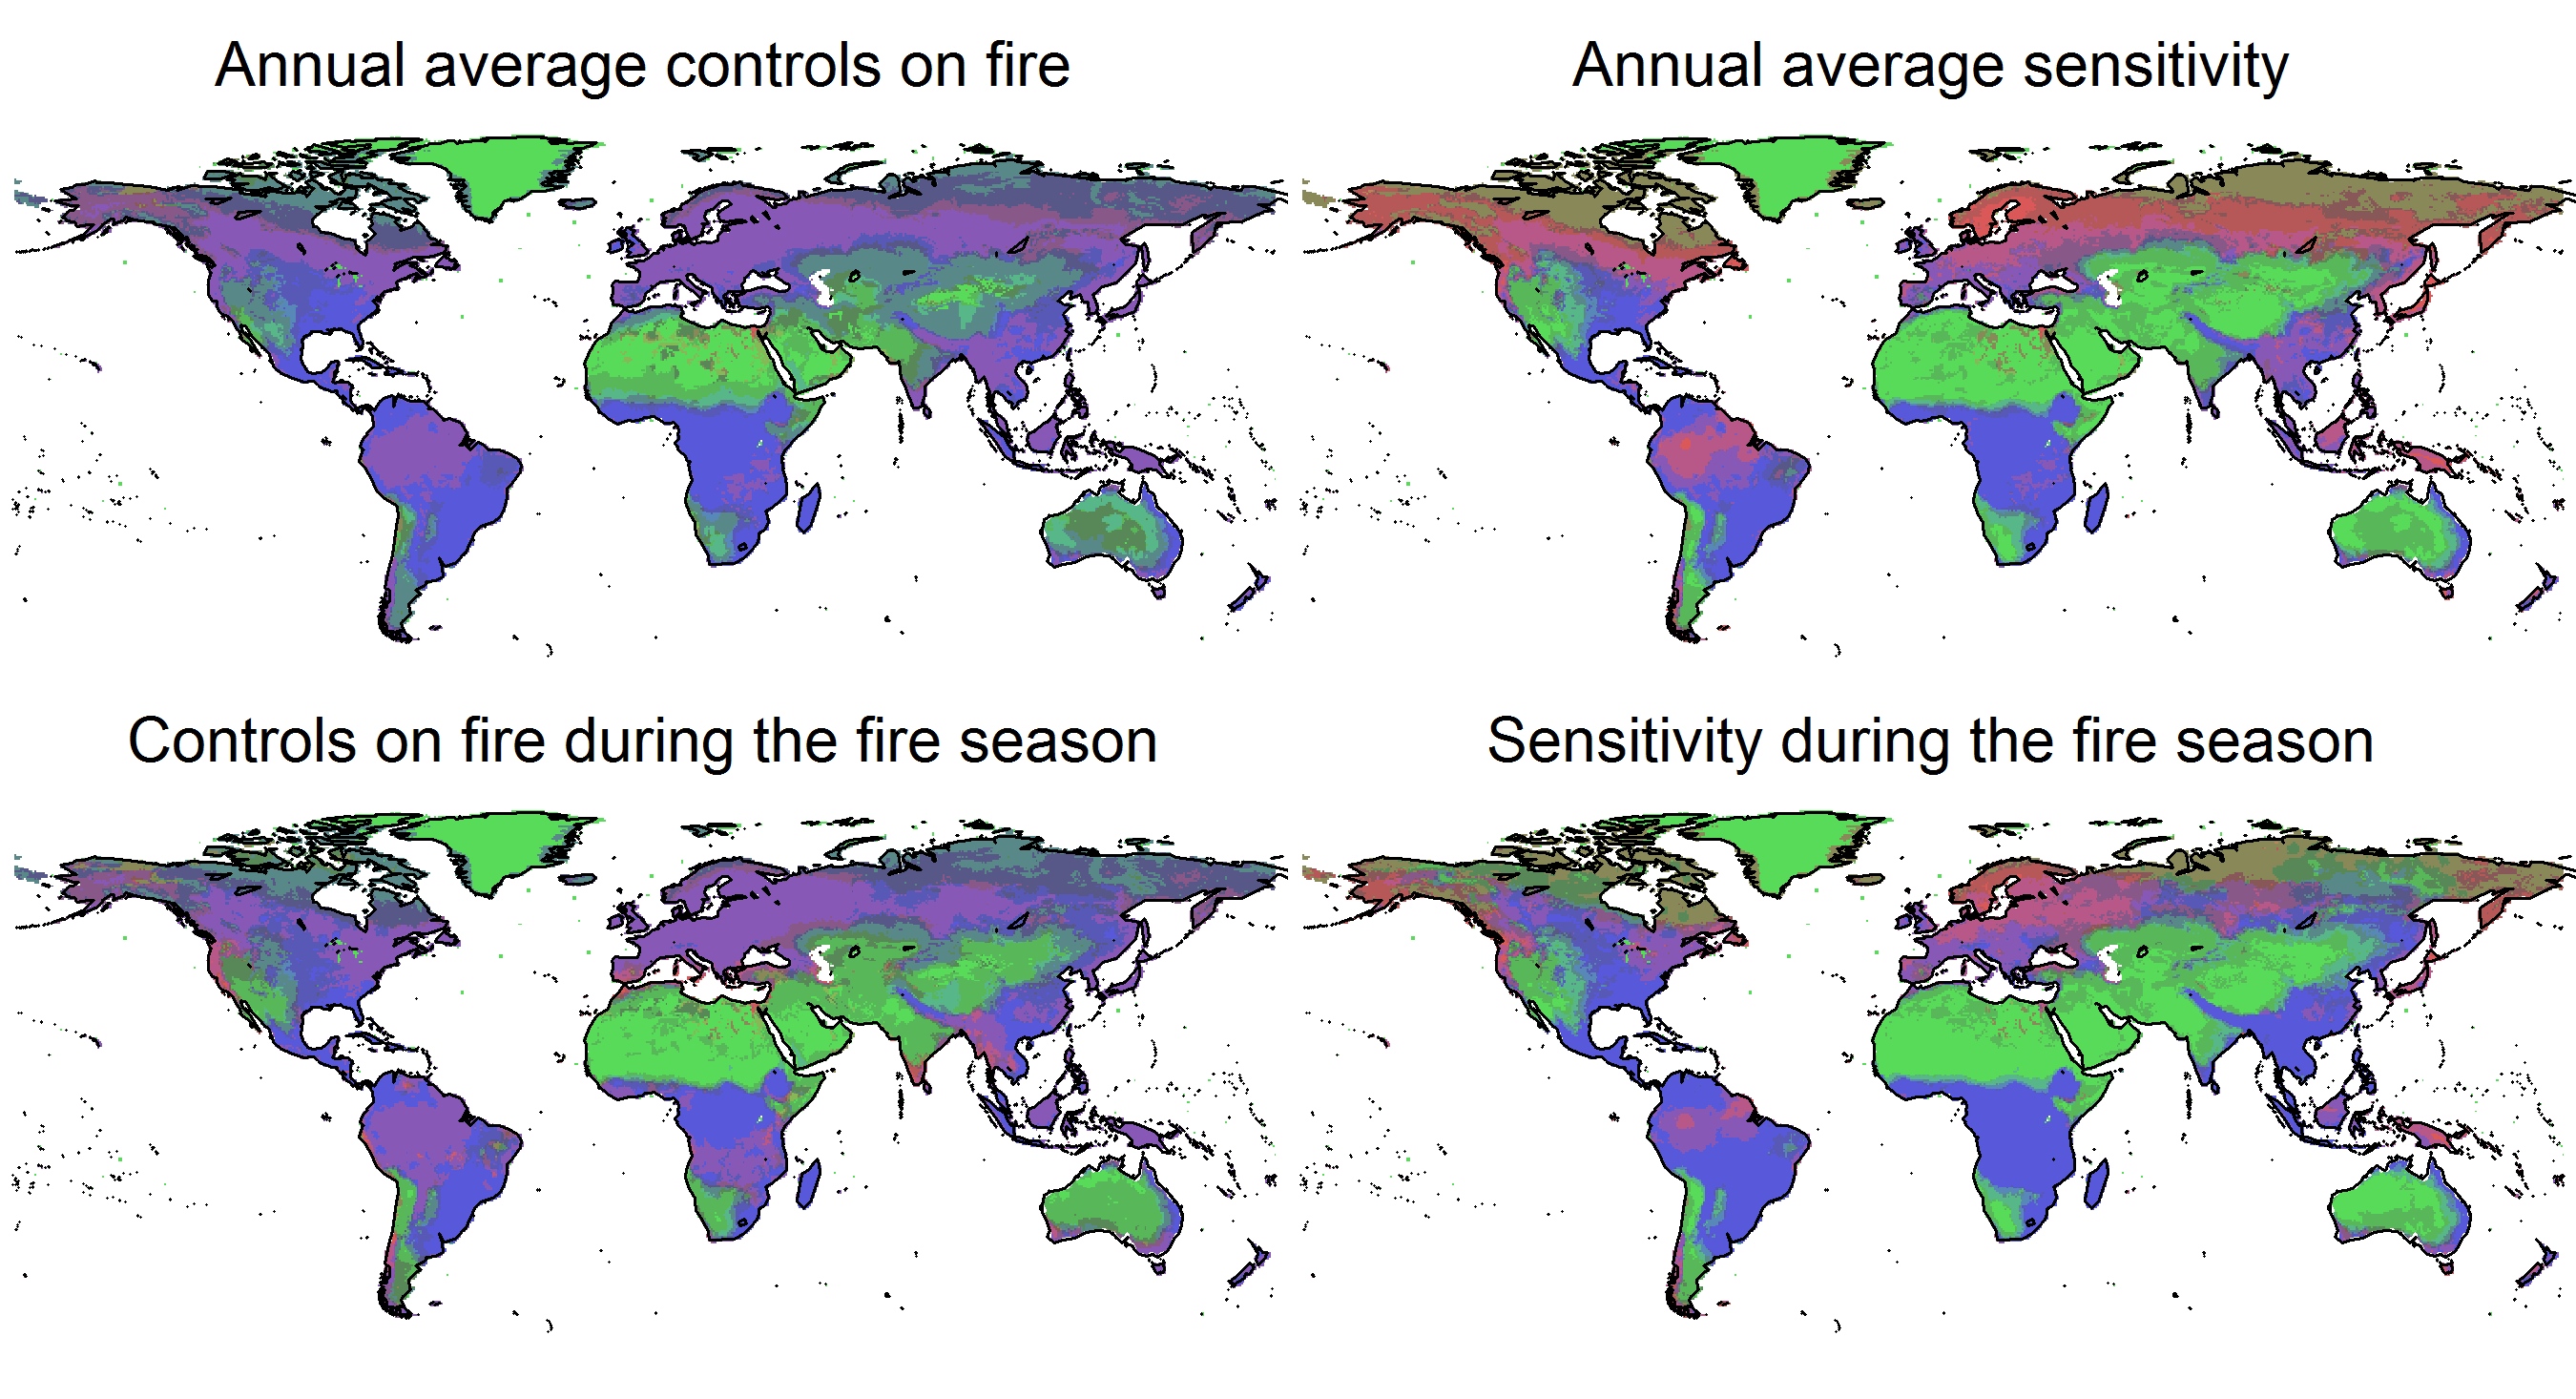 Annual average controls on fire
Annual average sensitivity
Controls on fire during the fire season
Sensitivity during the fire season